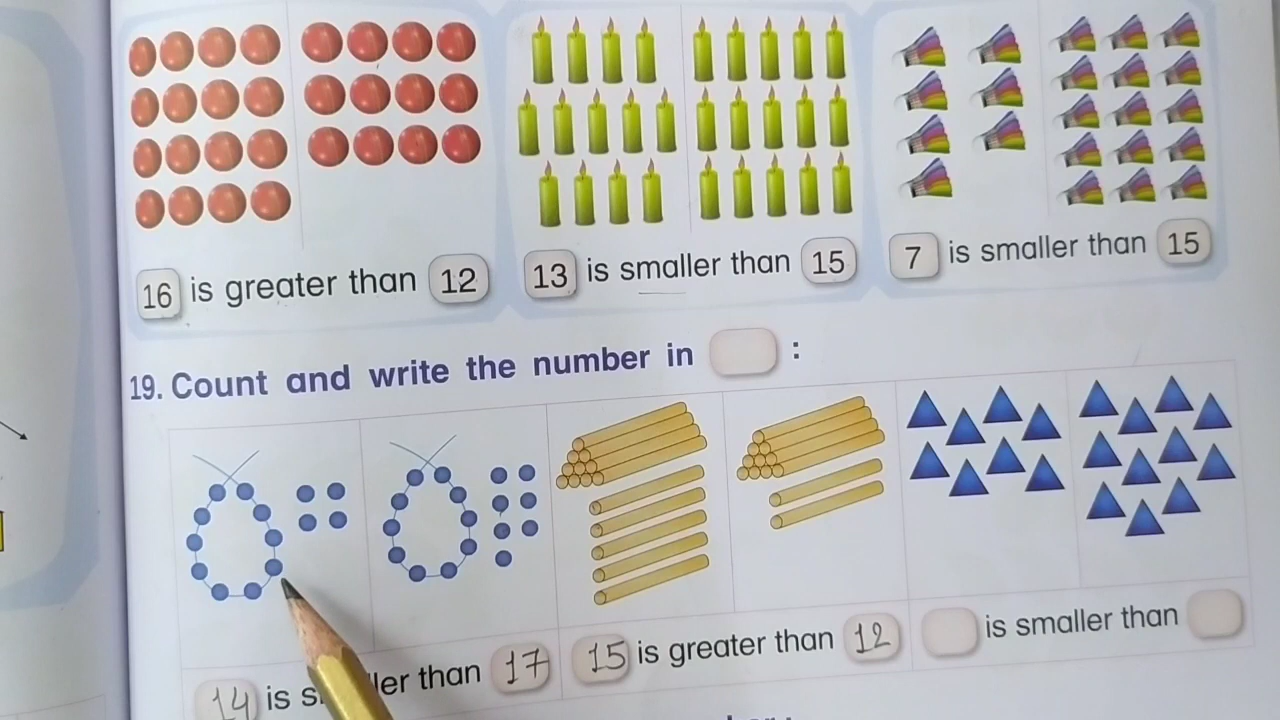 16 is greater than 12
13 is smaller than 15
7 is smaller than 15
19. Count and write the number in :
14 is s ller than 17
15 is greater than 12
is smaller than